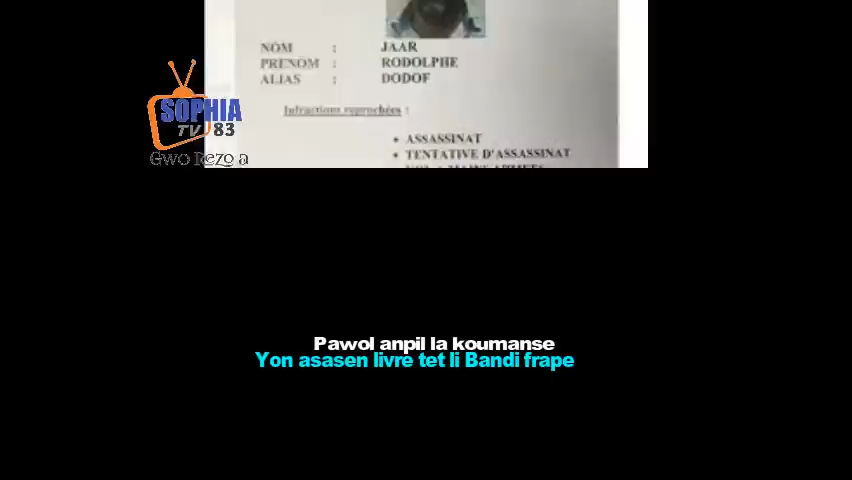 NOM : JAAR
PRENOM : RODOLPHE
ALIAS : DODOF
Infractions reprochées :
• ASSASSINAT
• TENTATIVE D'ASSASSINAT
SOPHIA
TV 83
Gwo Rezo a
Pawol anpil la koumanse
Yon asasen livre tet li Bandi frape